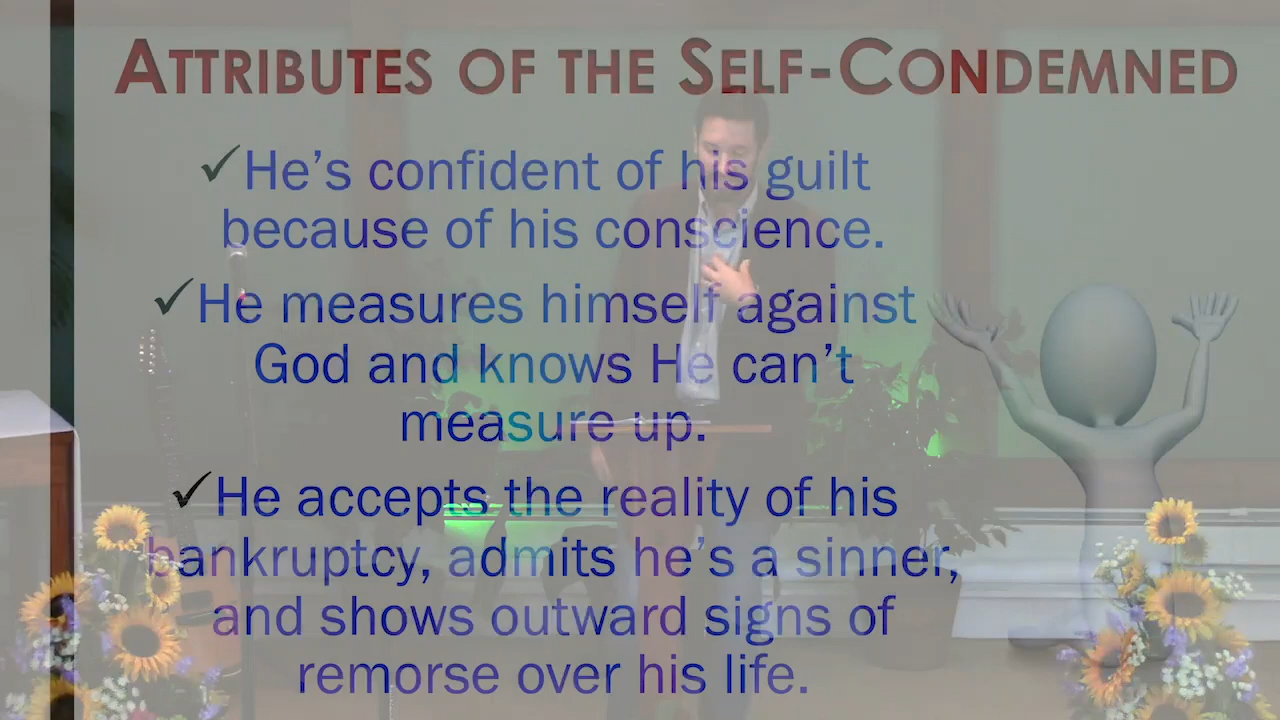 ATTRIBUTES OF THE SELF-CONDEMNED
✓He's confident of his guilt
because of his conscience.
✓He measures himself against
God and knows He can't
measure up.
✓He accepts the reality of his
bankruptcy, admits he's a sinner,
and shows outward signs of
remorse over his life.